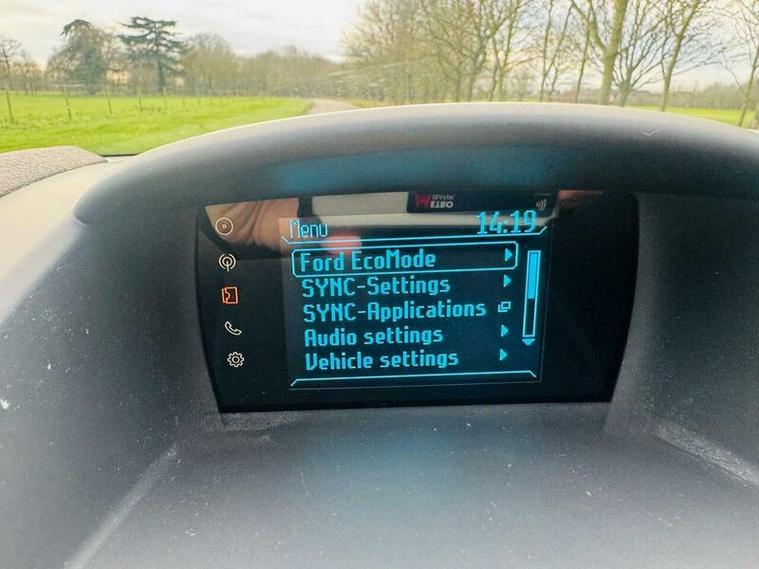 Menu 14:19
Ford EcoMode
SYNC-Settings
SYNC-Applications
Audio settings
Vehicle settings